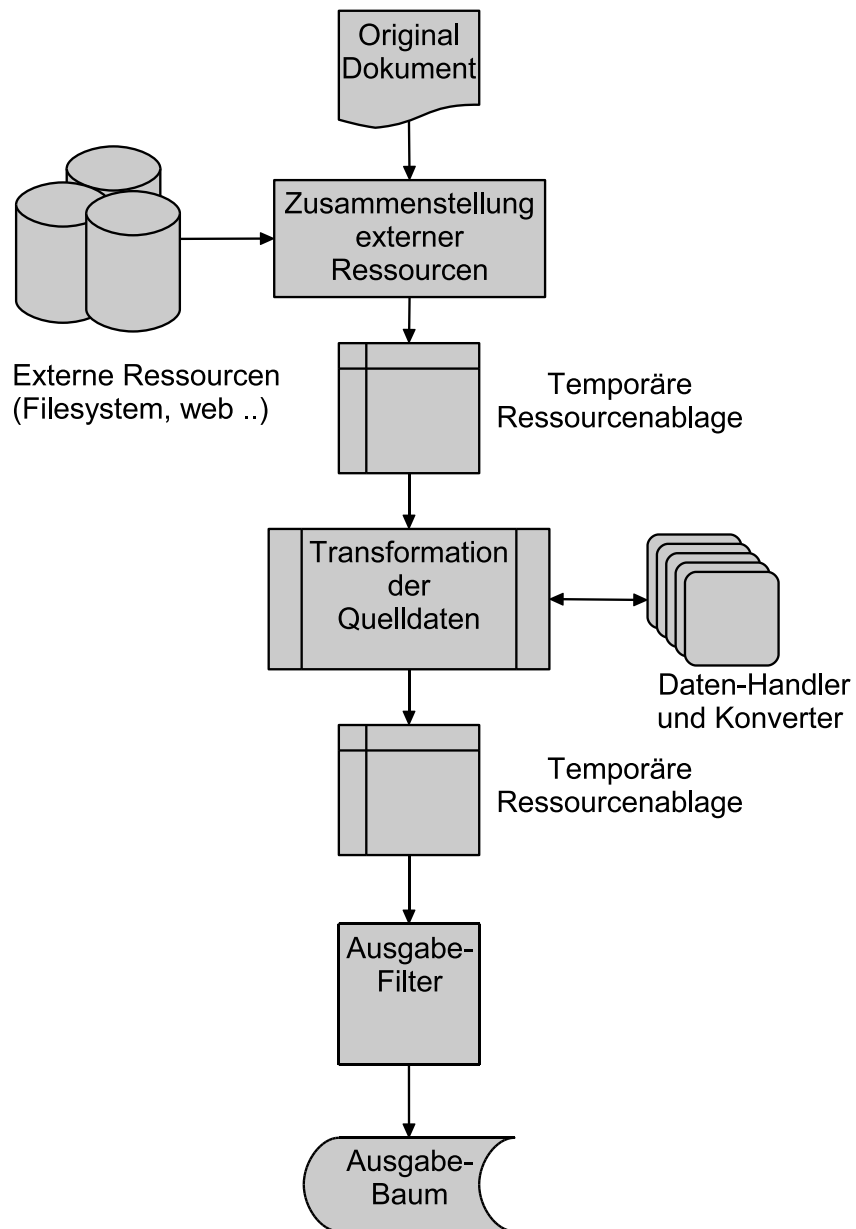 Original
Dokument
Zusammenstellung
externer
Ressourcen
Externe Ressourcen
(Filesystem, web ..)
Temporäre
Ressourcenablage
Transformation
der
Quelldaten
Daten-Handler
und Konverter
Temporäre
Ressourcenablage
Ausgabe-
Filter
Ausgabe-
Baum